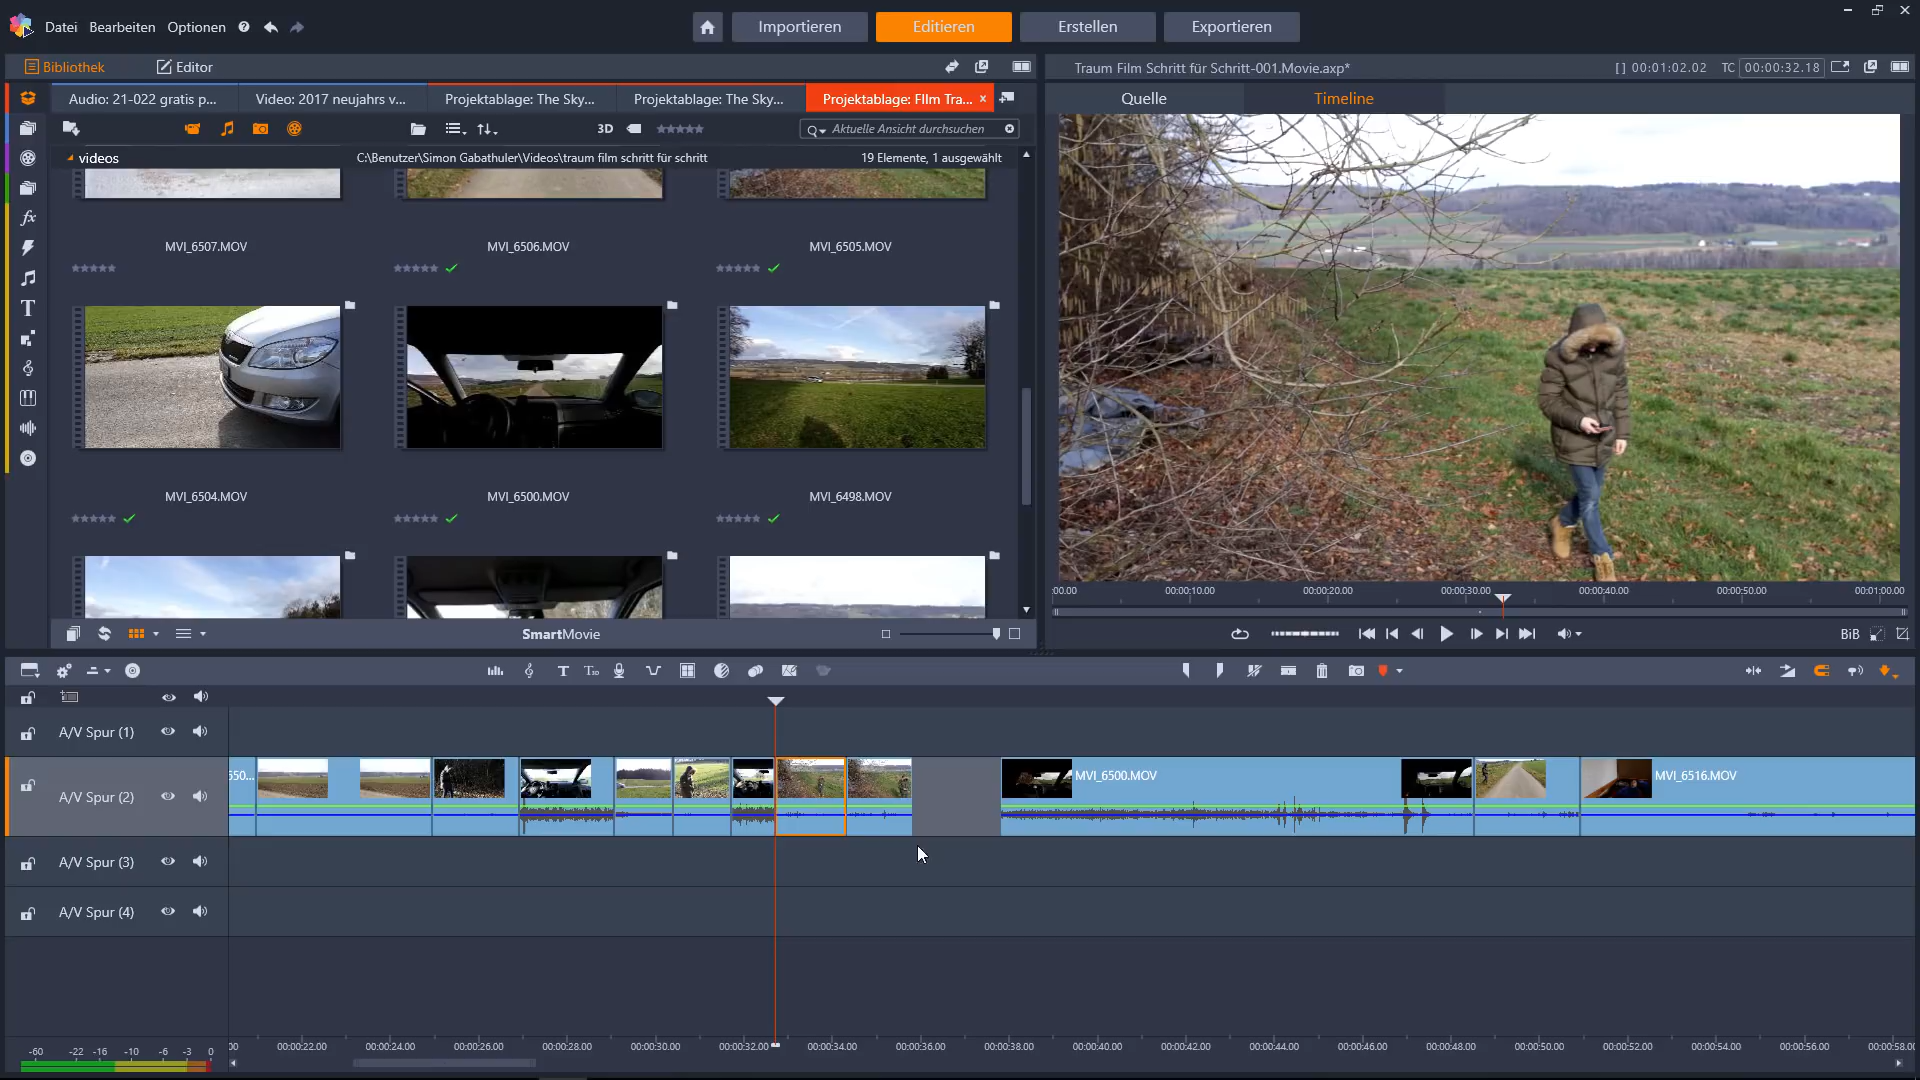 Datei Bearbeiten Optionen
Importieren Editieren Erstellen Exportieren
Bibliothek Editor
Traum Film Schritt für Schritt-001.Movie.axp*
[ ] 00:01:02.02 TC 00:00:32.18
Audio: 21-022 gratis p... Video: 2017 neujahrs v... Projektablage: The Sky... Projektablage: The Sky... Projektablage: FIlm Tra... x
Quelle Timeline
3D Aktuelle Ansicht durchsuchen
videos C:\Benutzer\Simon Gabathuler\Videos\traum film schritt für schritt 19 Elemente, 1 ausgewählt
MVI_6507.MOV MVI_6506.MOV MVI_6505.MOV
MVI_6504.MOV MVI_6500.MOV MVI_6498.MOV
:00.00 00:00:10.00 00:00:20.00 00:00:30.00 00:00:40.00 00:00:50.00 00:01:00.00
SmartMovie
BiB
A/V Spur (1)
A/V Spur (2)
650... MVI_6500.MOV MVI_6516.MOV
A/V Spur (3)
A/V Spur (4)
00 00:00:22.00 00:00:24.00 00:00:26.00 00:00:28.00 00:00:30.00 00:00:32.00 00:00:34.00 00:00:36.00 00:00:38.00 00:00:40.00 00:00:42.00 00:00:44.00 00:00:46.00 00:00:48.00 00:00:50.00 00:00:52.00 00:00:54.00 00:00:56.00 00:00:58.00
-60 -22 -16 -10 -6 -3 0